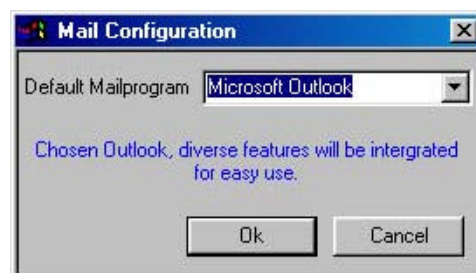 Mail Configuration
Default Mailprogram Microsoft Outlook
Chosen Outlook, diverse features will be intergrated
for easy use.
Ok Cancel